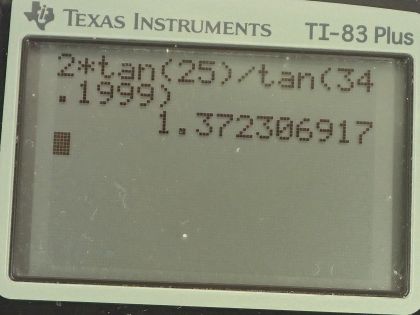 TEXAS INSTRUMENTS TI-83 Plus
2*tan(25)/tan(34
.1999)
1.372306917